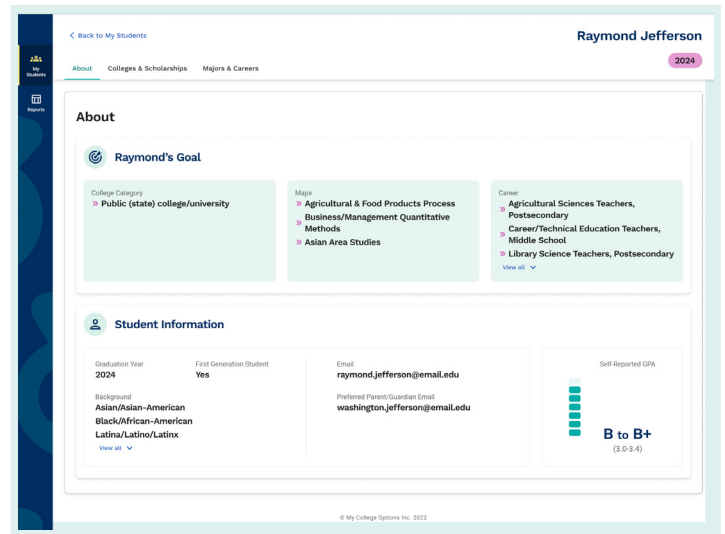 Back to My Students
Raymond Jefferson
2024
My
Students
Reports
About
Colleges & Scholarships
Majors & Careers
About
Raymond's Goal
College Category
Public (state) college/university
Major
Agricultural & Food Products Process
Business/Management Quantitative
Methods
Asian Area Studies
Career
Agricultural Sciences Teachers,
Postsecondary
Career/Technical Education Teachers,
Middle School
Library Science Teachers, Postsecondary
View all
Student Information
Graduation Year
2024
First Generation Student
Yes
Background
Asian/Asian-American
Black/African-American
Latina/Latino/Latinx
View all
Email
raymond.jefferson@email.edu
Preferred Parent/Guardian Email
washington.jefferson@email.edu
Self-Reported GPA
B to B+
(3.0-3.4)
© My College Options Inc. 2022